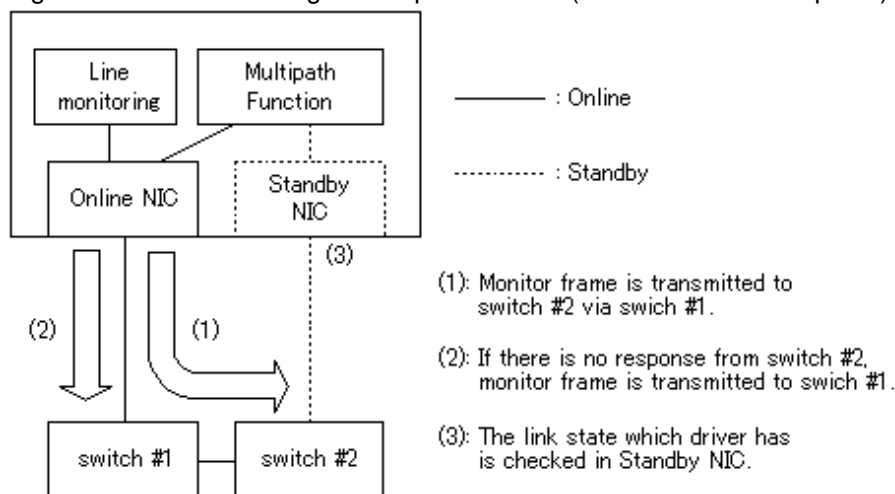 Line
monitoring
Multipath
Function
Online NIC
Standby
NIC
: Online
: Standby
(3)
(2)
(1)
switch #1
switch #2
(1): Monitor frame is transmitted to
switch #2 via swich #1.
(2): If there is no response from switch #2,
monitor frame is transmitted to swich #1.
(3): The link state which driver has
is checked in Standby NIC.